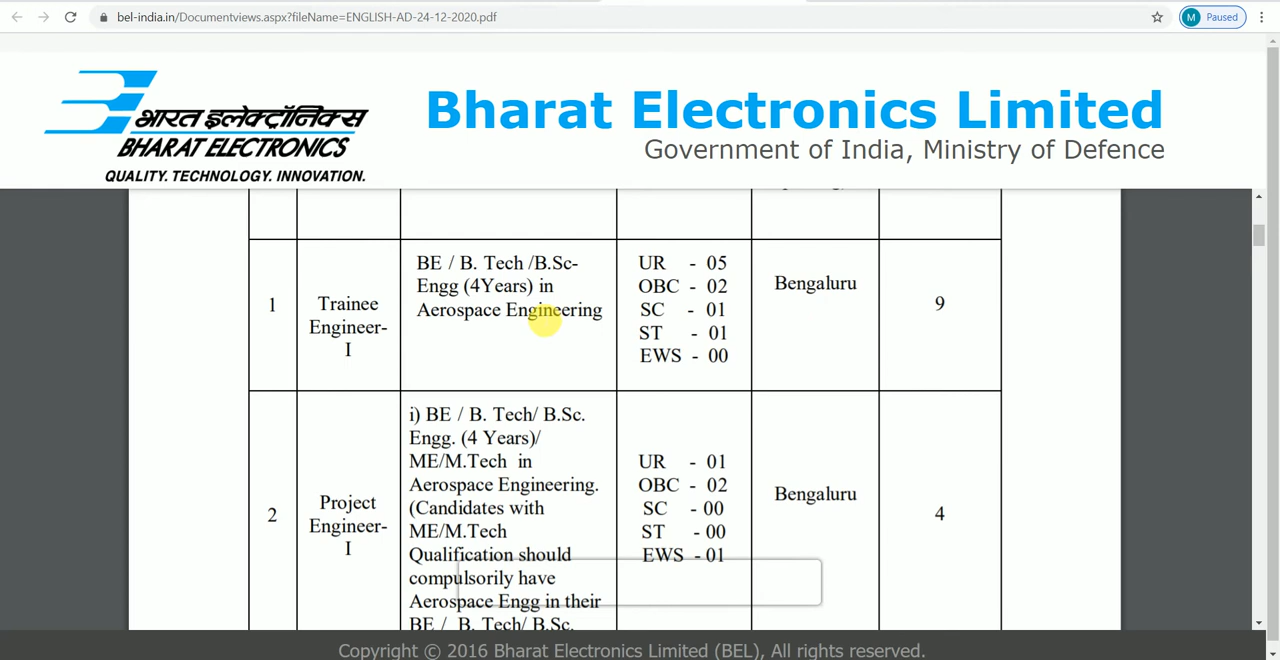 bel-india.in/Documentviews.aspx?fileName=ENGLISH-AD-24-12-2020.pdf
M Paused
भारत इलेक्ट्रॉनिक्स
BHARAT ELECTRONICS
QUALITY. TECHNOLOGY. INNOVATION.
Bharat Electronics Limited
Government of India, Ministry of Defence
1
Trainee
Engineer-
I
BE / B. Tech /B.Sc-
Engg (4Years) in
Aerospace Engineering
UR - 05
OBC - 02
SC - 01
ST - 01
EWS - 00
Bengaluru
9
2
Project
Engineer-
I
i) BE / B. Tech/ B.Sc.
Engg. (4 Years)/
ME/M.Tech in
Aerospace Engineering.
(Candidates with
ME/M.Tech
Qualification should
compulsorily have
Aerospace Engg in their
BE / B. Tech/ B.Sc.
UR - 01
OBC - 02
SC - 00
ST - 00
EWS - 01
Bengaluru
4
Copyright © 2016 Bharat Electronics Limited (BEL), All rights reserved.